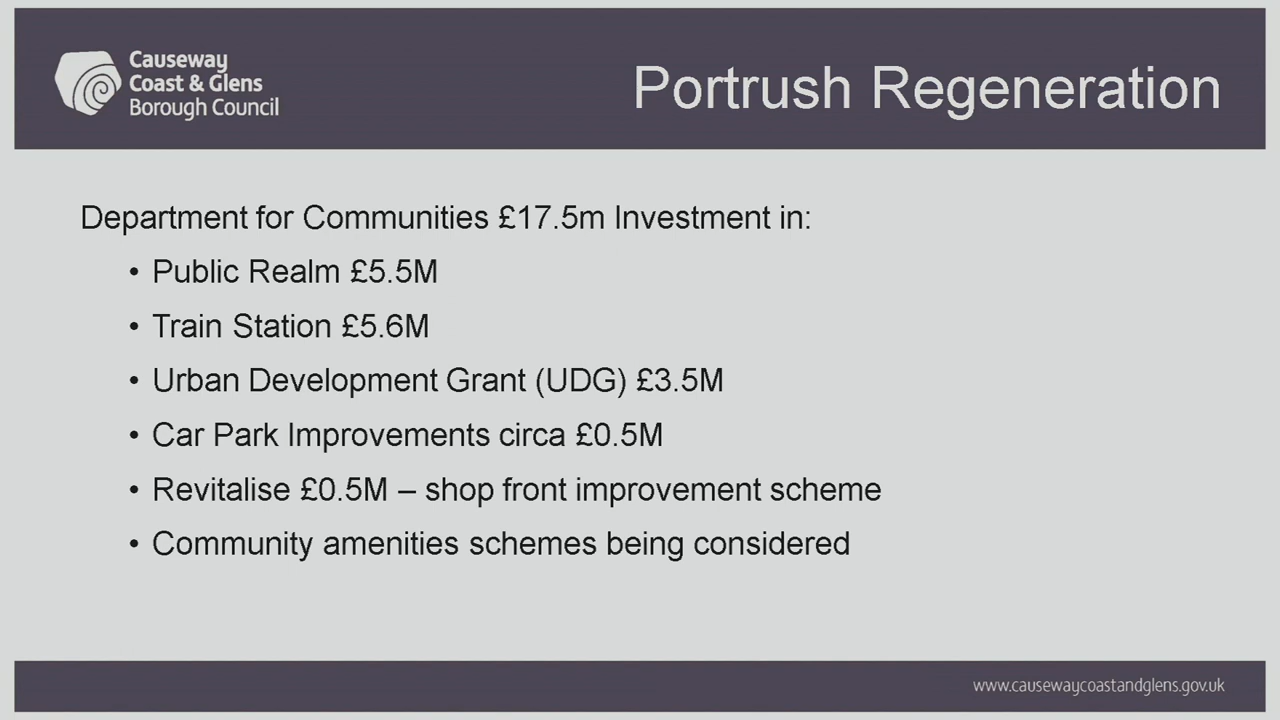 Causeway
Coast & Glens
Borough Council
Portrush Regeneration
Department for Communities £17.5m Investment in:
• Public Realm £5.5M
• Train Station £5.6M
• Urban Development Grant (UDG) £3.5M
• Car Park Improvements circa £0.5M
• Revitalise £0.5M – shop front improvement scheme
• Community amenities schemes being considered
www.causewaycoastandglens.gov.uk